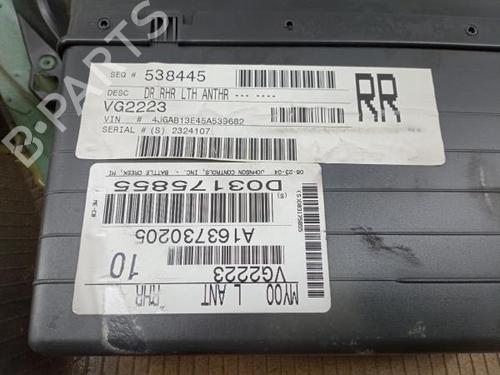 B-PARTS
SEQ # 538445
DESC DR RHR LTH ANTHR --- ----
VG2223
VIN # 4JGAB13E45A539682
SERIAL # (S) 2324107
RR
08-23-04 JOHNSON CONTROLS, INC. - BATTLE CREEK, MI
D031758855
(S)
A163730205
VG2223
10
RHR
MY00 L ANT